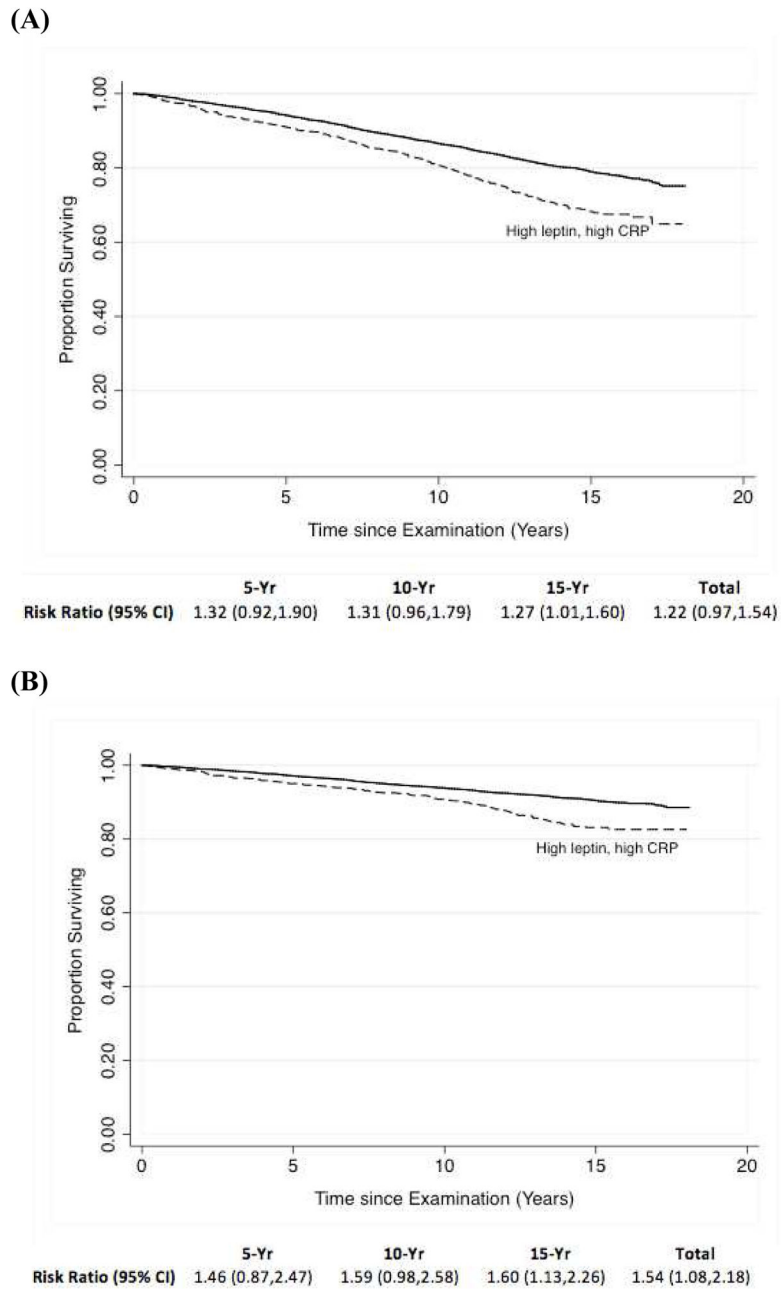 (A)
1.00
0.80
0.60
0.40
0.20
0.00
Proportion Surviving
High leptin, high CRP
0 5 10 15 20
Time since Examination (Years)
5-Yr 10-Yr 15-Yr Total
Risk Ratio (95% CI) 1.32 (0.92,1.90) 1.31 (0.96,1.79) 1.27 (1.01,1.60) 1.22 (0.97,1.54)
(B)
1.00
0.80
0.60
0.40
0.20
0.00
Proportion Surviving
High leptin, high CRP
0 5 10 15 20
Time since Examination (Years)
5-Yr 10-Yr 15-Yr Total
Risk Ratio (95% CI) 1.46 (0.87,2.47) 1.59 (0.98,2.58) 1.60 (1.13,2.26) 1.54 (1.08,2.18)